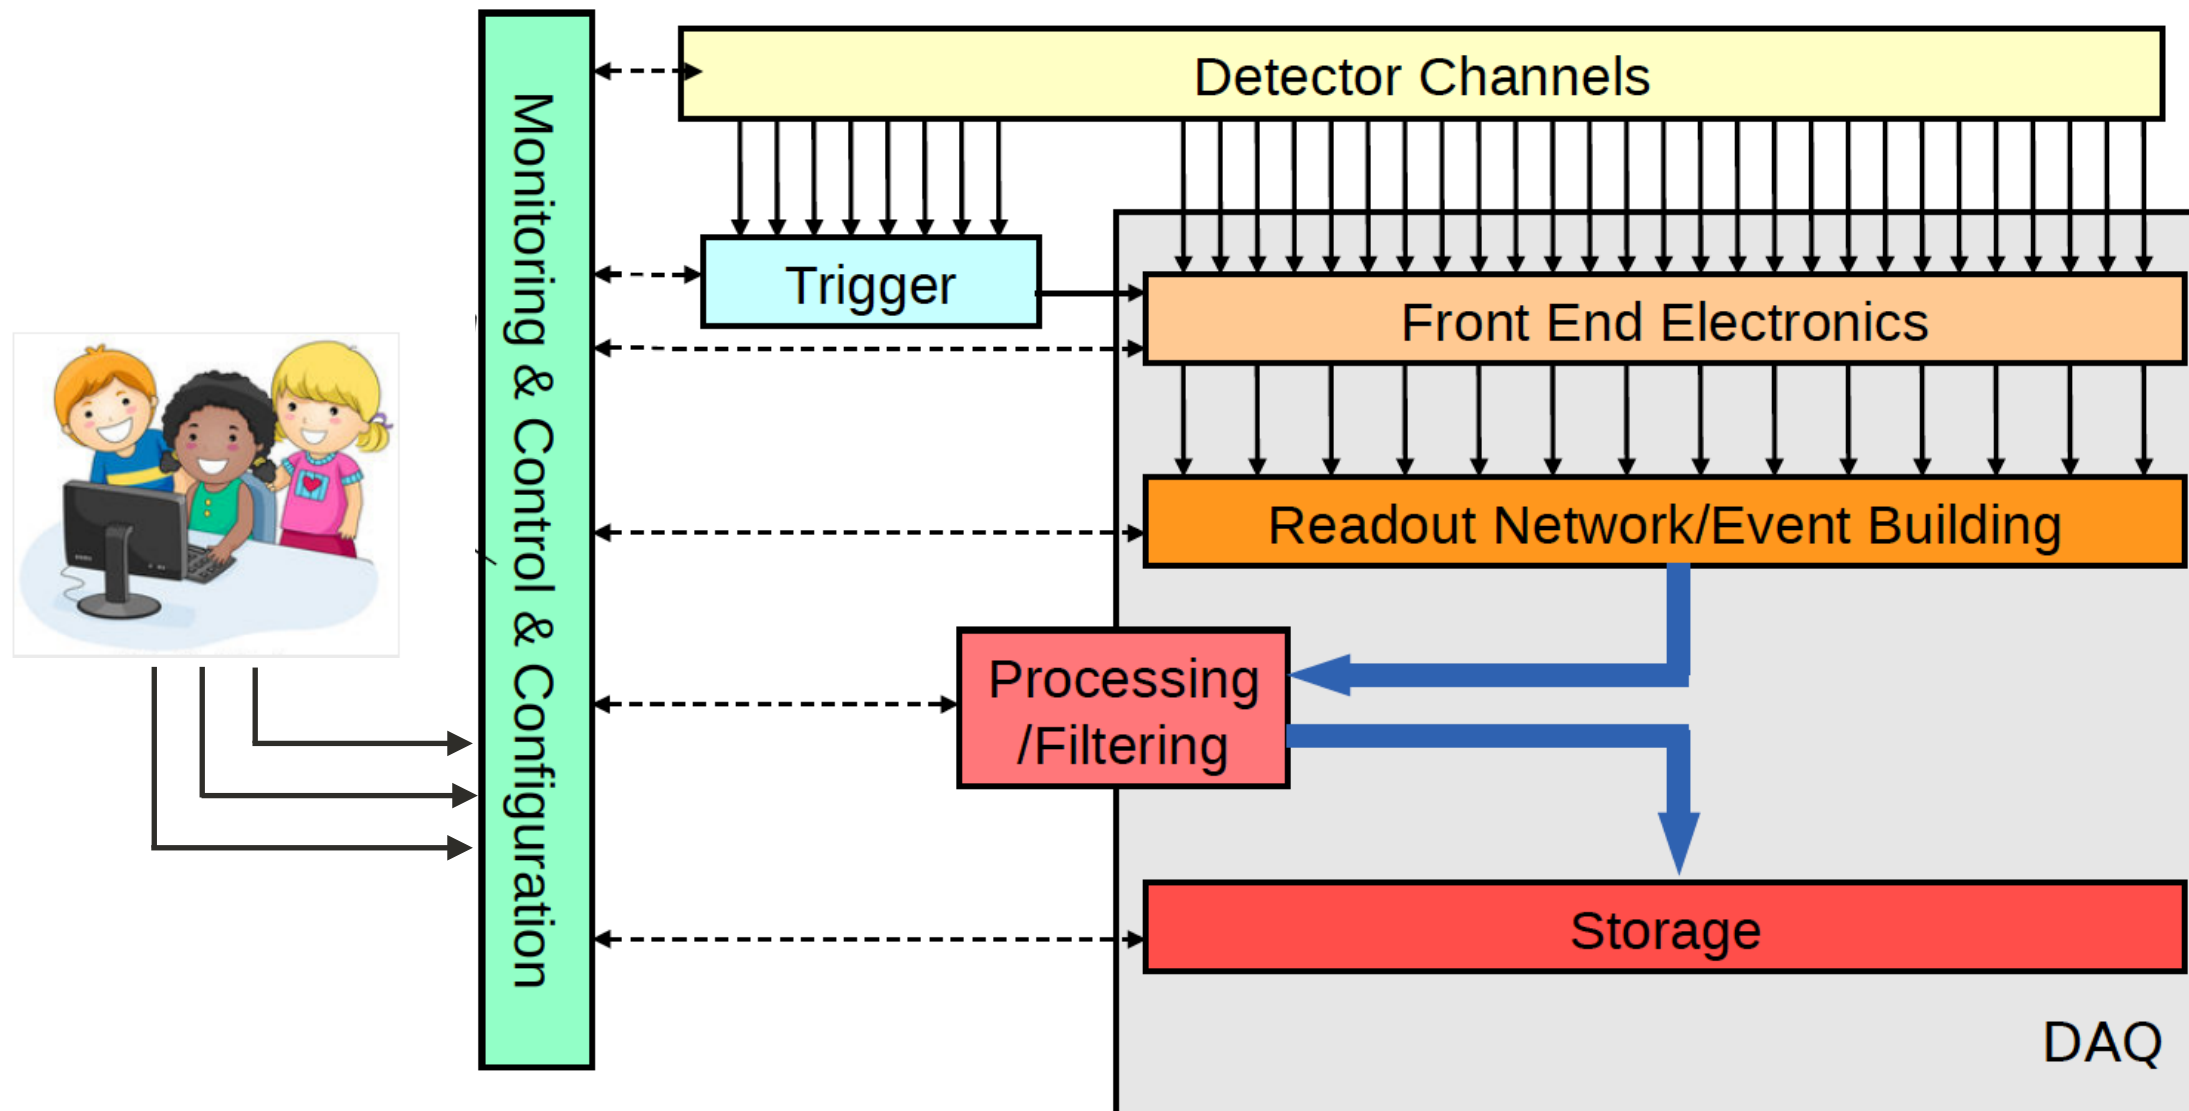 Monitoring & Control & Configuration
Detector Channels
Trigger
Front End Electronics
Readout Network/Event Building
Processing
/Filtering
Storage
DAQ